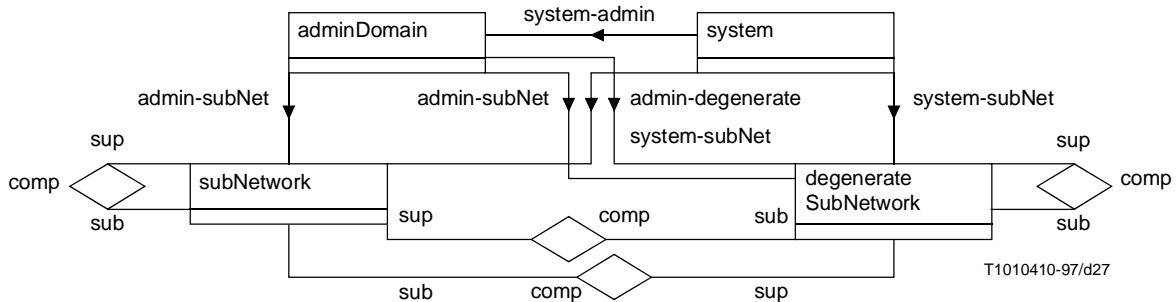 system-admin
adminDomain
system
admin-subNet
admin-subNet
admin-degenerate
system-subNet
system-subNet
sup
sup
comp
subNetwork
degenerate
SubNetwork
comp
sub
sup
comp
sub
sub
T1010410-97/d27
sub
comp
sup